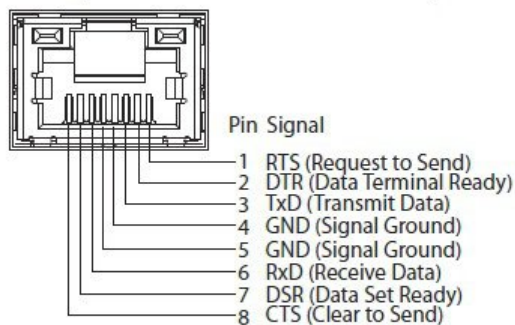 Pin Signal
1 RTS (Request to Send)
2 DTR (Data Terminal Ready)
3 TxD (Transmit Data)
4 GND (Signal Ground)
5 GND (Signal Ground)
6 RxD (Receive Data)
7 DSR (Data Set Ready)
8 CTS (Clear to Send)